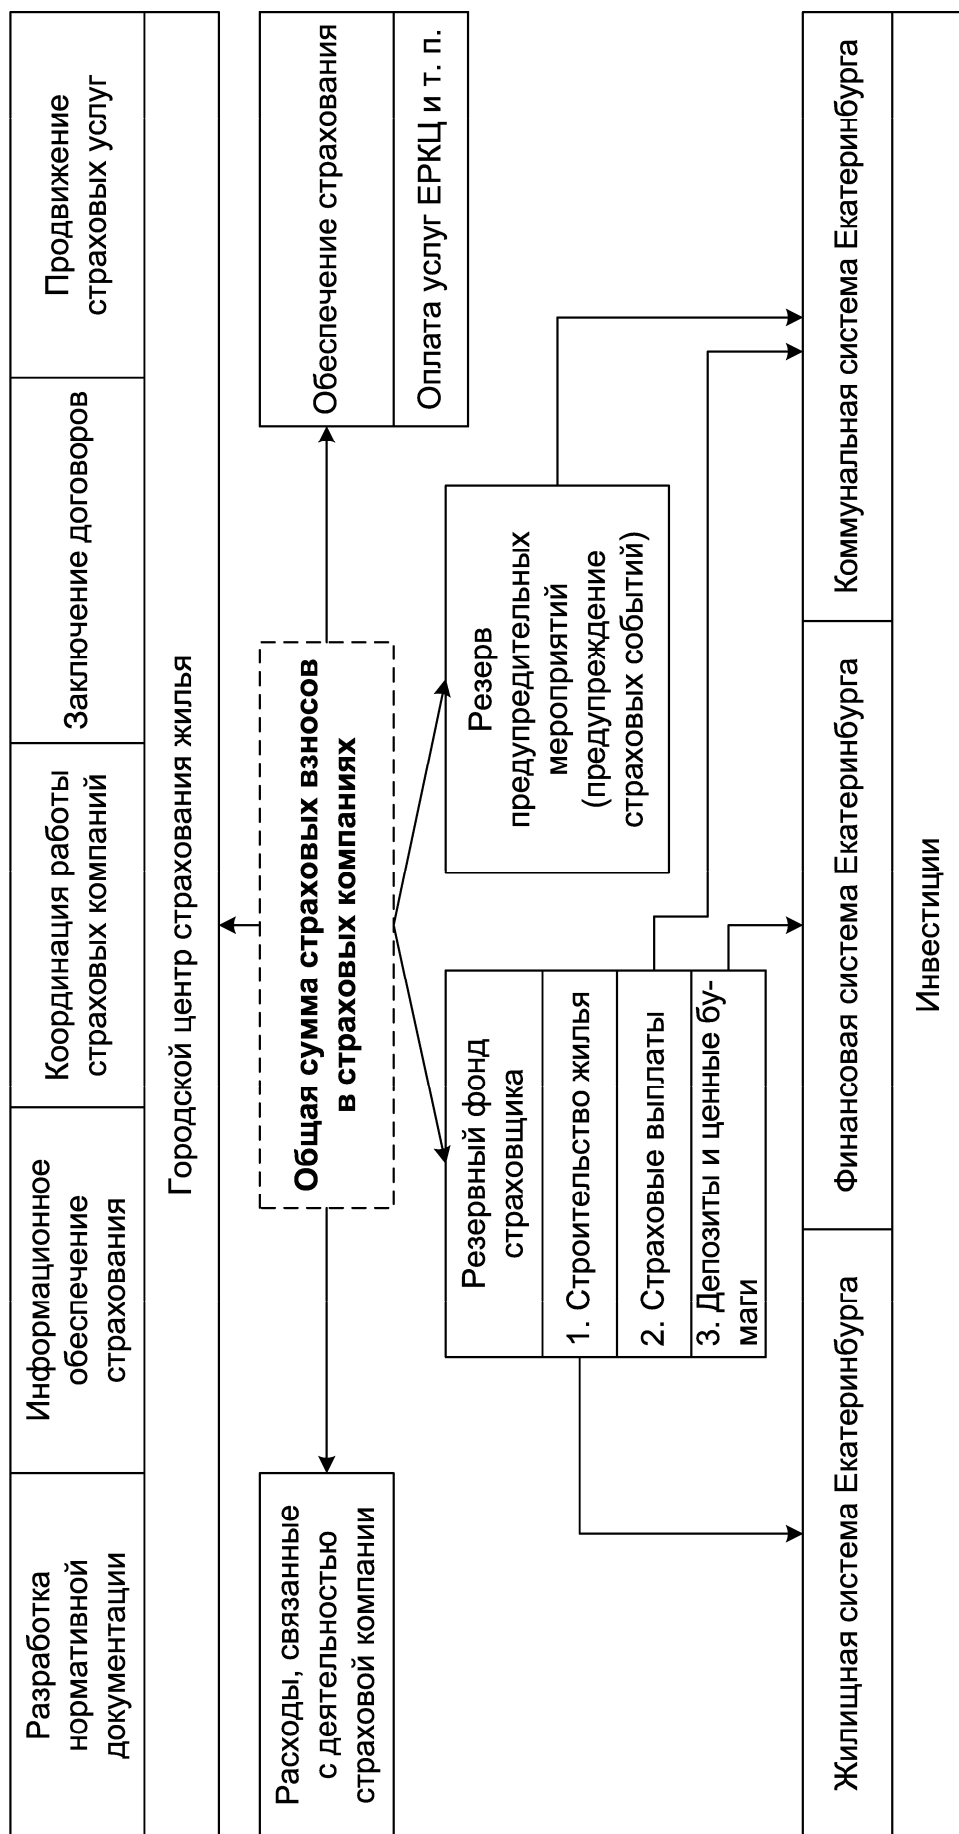 Разработка
нормативной
документации
Информационное
обеспечение
страхования
Координация работы
страховых компаний
Заключение договоров
Продвижение
страховых услуг
Городской центр страхования жилья
Расходы, связанные
с деятельностью
страховой компании
Общая сумма страховых взносов
в страховых компаниях
Обеспечение страхования
Оплата услуг ЕРКЦ и т. п.
Резервный фонд
страховщика
1. Строительство жилья
2. Страховые выплаты
3. Депозиты и ценные бу-
маги
Резерв
предупредительных
мероприятий
(предупреждение
страховых событий)
Жилищная система Екатеринбурга
Финансовая система Екатеринбурга
Коммунальная система Екатеринбурга
Инвестиции